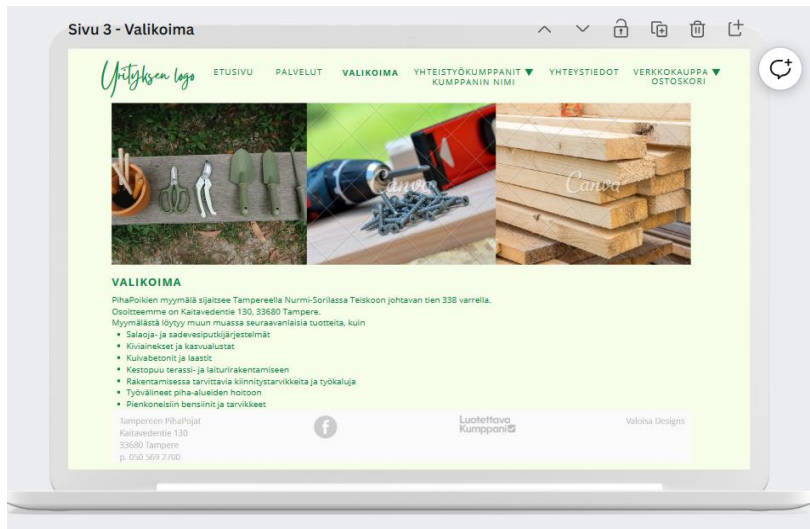 Sivu 3 - Valikoima
Yrityksen logo
ETUSIVU
PALVELUT
VALIKOIMA
YHTEISTYÖKUMPPANIT ▼
KUMPPANIN NIMI
YHTEYSTIEDOT
VERKKOKAUPPA ▼
OSTOSKORI
Canva
Canva
VALIKOIMA
PihaPoikien myymälä sijaitsee Tampereella Nurmi-Sorilassa Teiskoon johtavan tien 338 varrella.
Osoitteemme on Kaitavedentie 130, 33680 Tampere.
Myymälästä löytyy muun muassa seuraavanlaisia tuotteita, kuin
• Salaoja- ja sadevesiputkijärjestelmät
• Kiviainekset ja kasvualustat
• Kuivabetonit ja laastit
• Kestopuu terassi- ja laiturirakentamiseen
• Rakentamisessa tarvittavia kiinnitystarvikkeita ja työkaluja
• Työvälineet piha-alueiden hoitoon
• Pienkoneisiin bensiinit ja tarvikkeet
Tampereen PihaPojat
Kaitavedentie 130
33680 Tampere
p. 050 569 2700
f
Luotettava
Kumppani
Valoisa Designs